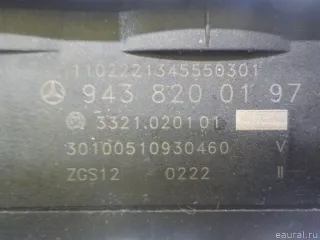 1102221345550301
943 820 01 97
3321.020101
30100510930460 V
ZGS12 0222 II
© eaural.ru